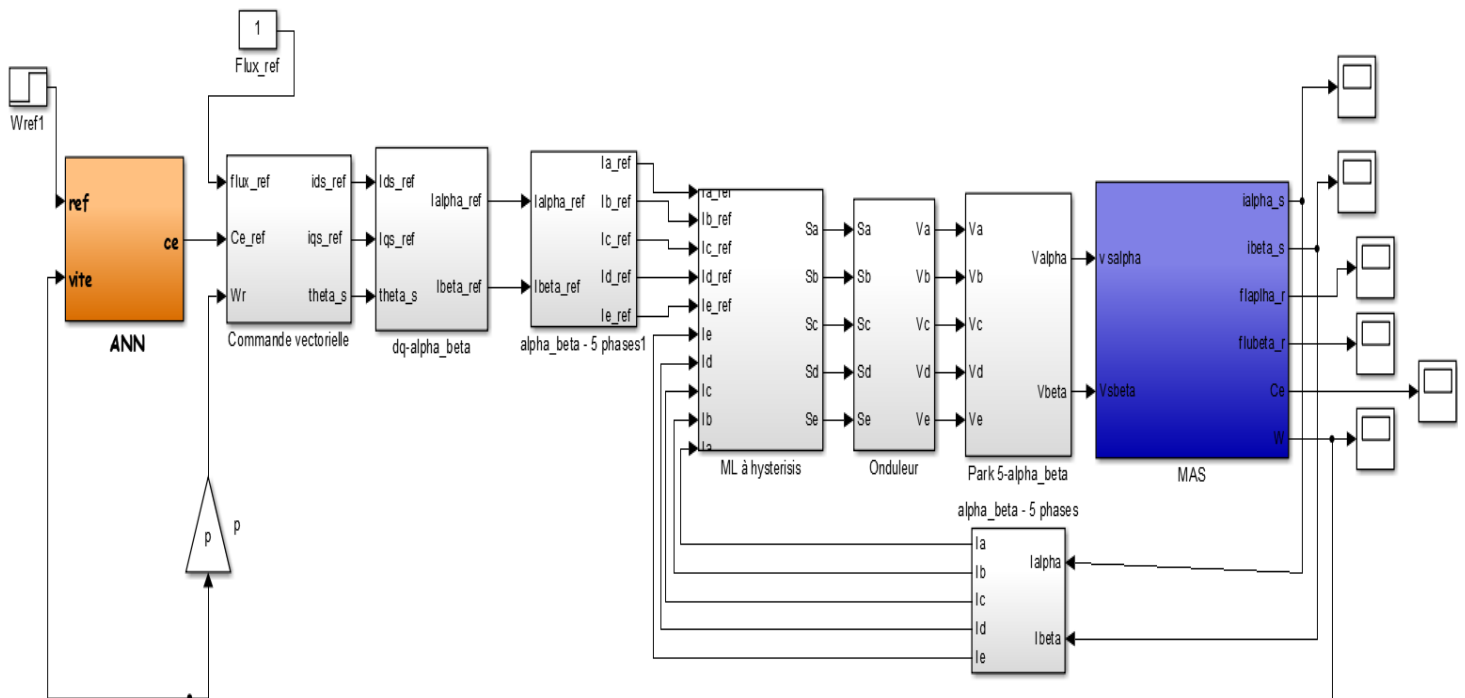 1
Flux_ref
Wref1
ref
vite
ce
ANN
flux_ref
Ce_ref
Wr
ids_ref
iqs_ref
theta_s
Commande vectorielle
Ids_ref
Iqs_ref
theta_s
Ialpha_ref
Ibeta_ref
dq-alpha_beta
Ialpha_ref
Ibeta_ref
Ia_ref
Ib_ref
Ic_ref
Id_ref
Ie_ref
alpha_beta - 5 phases1
Ia_ref
Ib_ref
Ic_ref
Id_ref
Ie_ref
Ie
Id
Ic
Ib
Ia
Sa
Sb
Sc
Sd
Se
ML à hysterisis
Sa
Sb
Sc
Sd
Se
Va
Vb
Vc
Vd
Ve
Onduleur
Va
Vb
Vc
Vd
Ve
Valpha
Vbeta
Park 5-alpha_beta
v salpha
Vsbeta
ialpha_s
ibeta_s
flaplha_r
flubeta_r
Ce
W
MAS
alpha_beta - 5 phases
Ia
Ib
Ic
Id
Ie
Ialpha
Ibeta
p
p